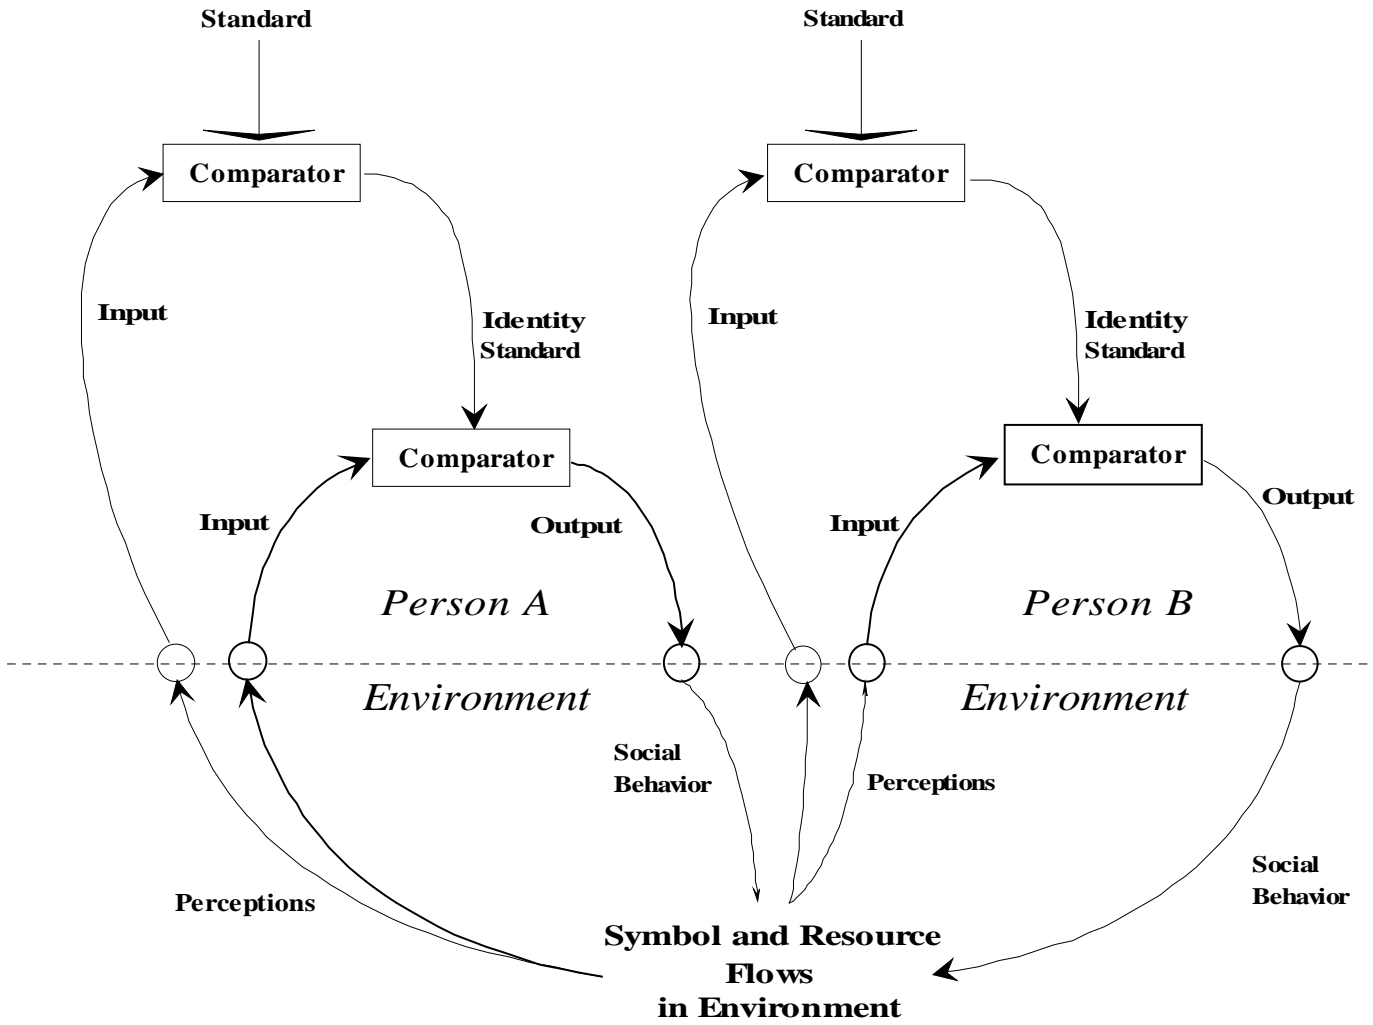 Standard
Standard
Comparator
Comparator
Input
Identity
Standard
Input
Identity
Standard
Comparator
Comparator
Input
Output
Input
Output
Person A
Person B
Environment
Environment
Social
Behavior
Perceptions
Perceptions
Social
Behavior
Symbol and Resource
Flows
in Environment